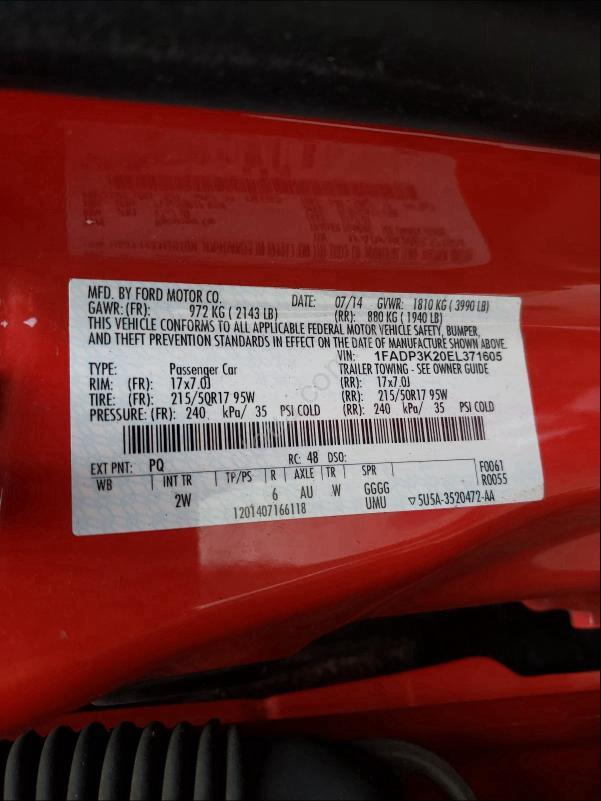 MFD. BY FORD MOTOR CO. DATE: 07/14 GVWR: 1810 KG ( 3990 LB)
GAWR: (FR): 972 KG ( 2143 LB) (RR): 880 KG ( 1940 LB)
THIS VEHICLE CONFORMS TO ALL APPLICABLE FEDERAL MOTOR VEHICLE SAFETY, BUMPER,
AND THEFT PREVENTION STANDARDS IN EFFECT ON THE DATE OF MANUFACTURE SHOWN ABOVE.
VIN: 1FADP3K20EL371605
TYPE: Passenger Car TRAILER TOWING - SEE OWNER GUIDE
RIM: (FR): 17x7.0J (RR): 17x7.0J
TIRE: (FR): 215/50R17 95W (RR): 215/50R17 95W
PRESSURE: (FR): 240 kPa/ 35 PSI COLD (RR): 240 kPa/ 35 PSI COLD
EXT PNT: PQ RC: 48 DSO: F0061
WB INT TR TP/PS R AXLE TR SPR R0055
2W 6 AU W GGGG
1201407166118 UMU ▽5U5A-3520472-AA